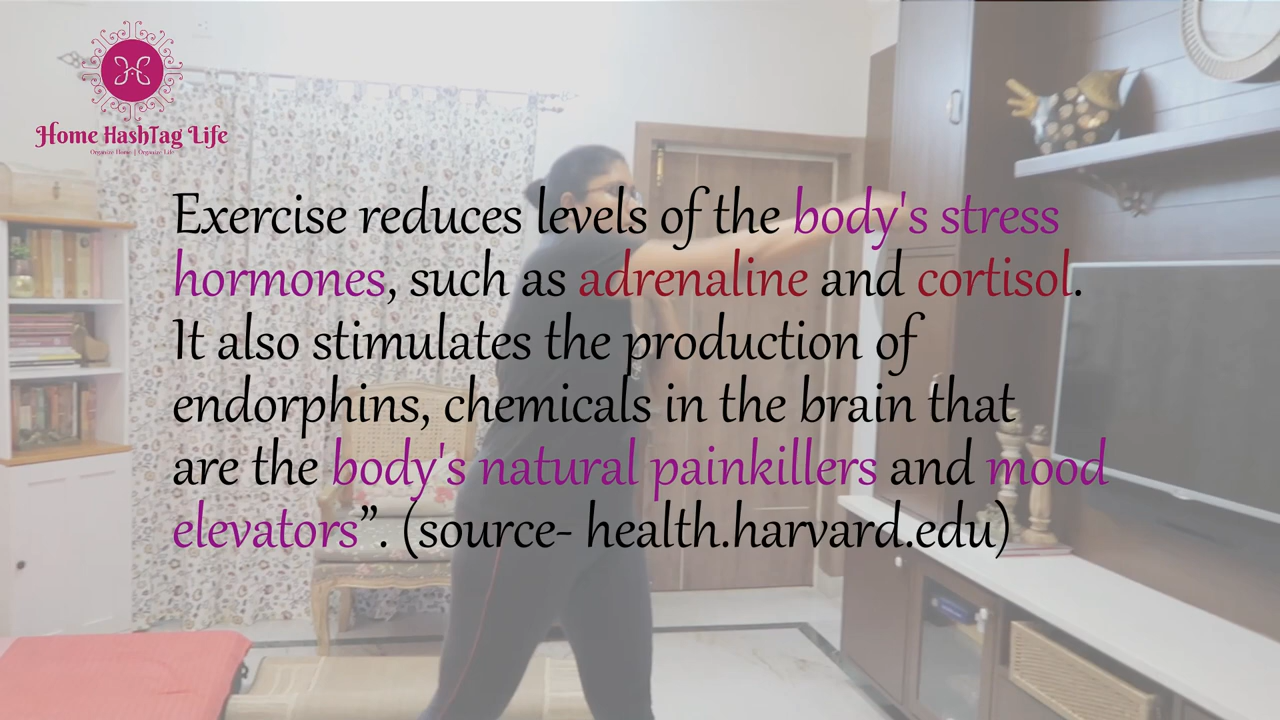 Home HashTag Life
Organize Home | Organize Life
Exercise reduces levels of the body's stress
hormones, such as adrenaline and cortisol.
It also stimulates the production of
endorphins, chemicals in the brain that
are the body's natural painkillers and mood
elevators”. (source- health.harvard.edu)